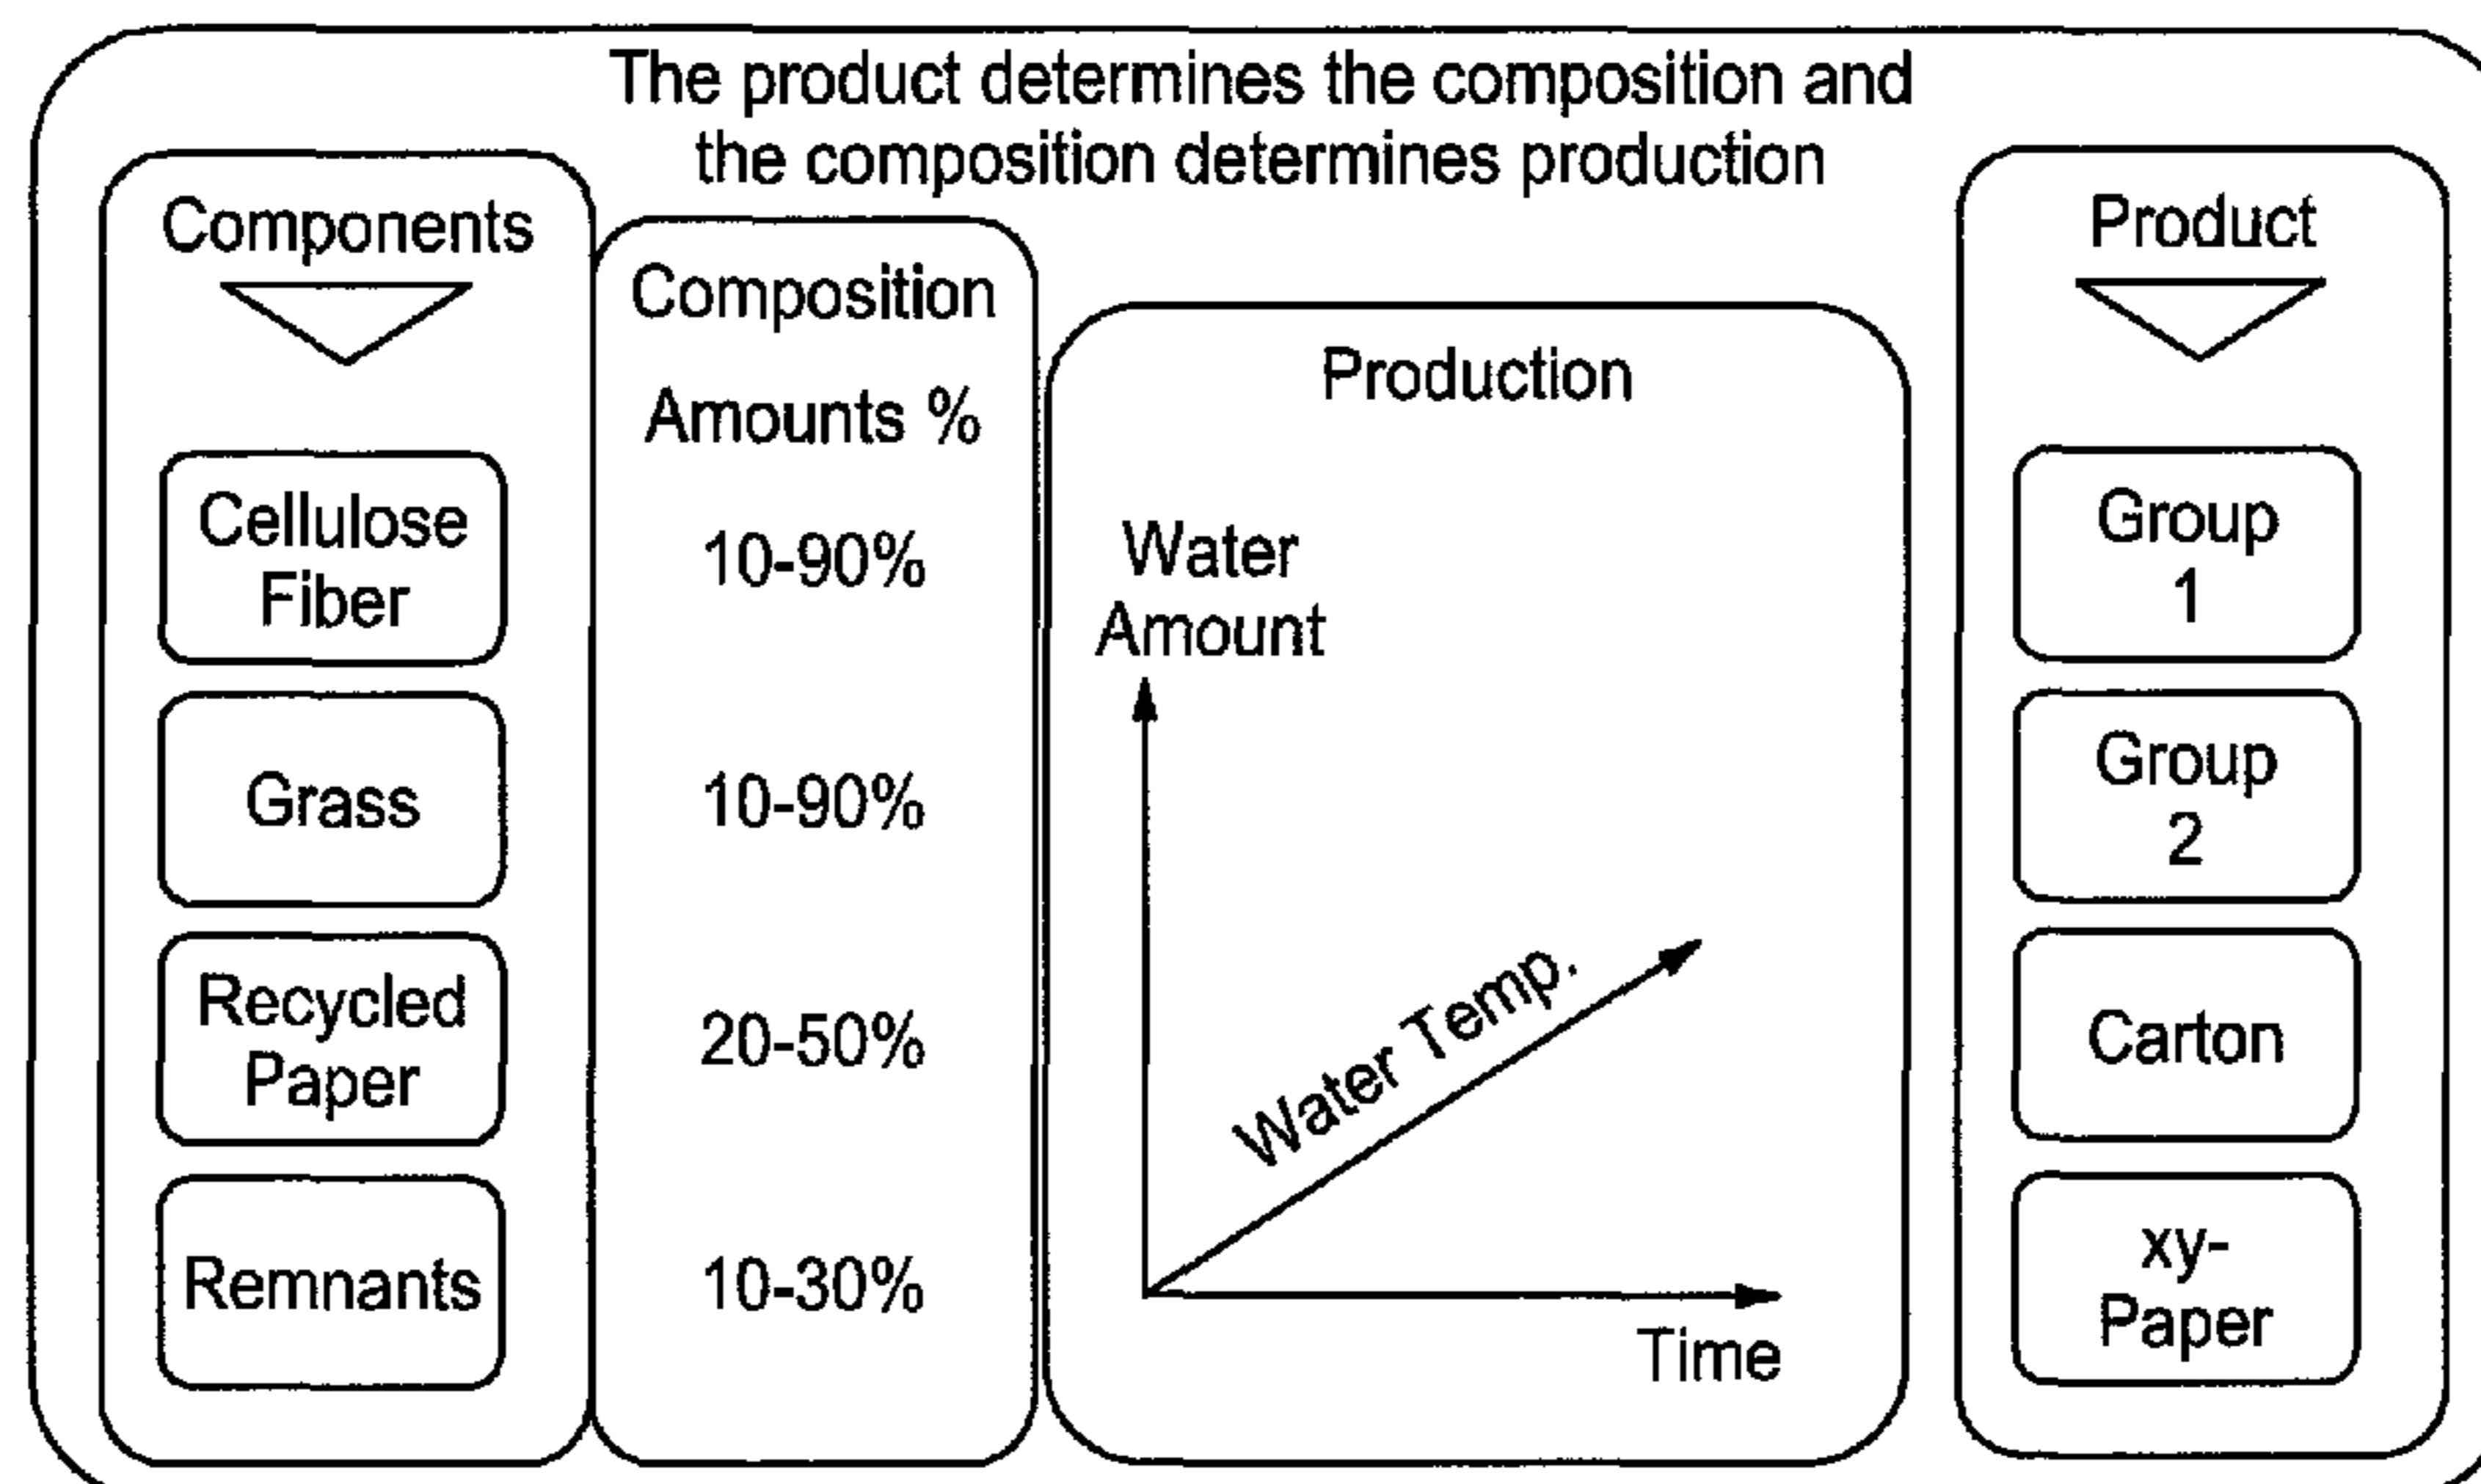 The product determines the composition and
the composition determines production
Components
Cellulose
Fiber
Grass
Recycled
Paper
Remnants
Composition
Amounts %
10-90%
10-90%
20-50%
10-30%
Production
Water
Amount
Water Temp.
Time
Product
Group
1
Group
2
Carton
xy-
Paper